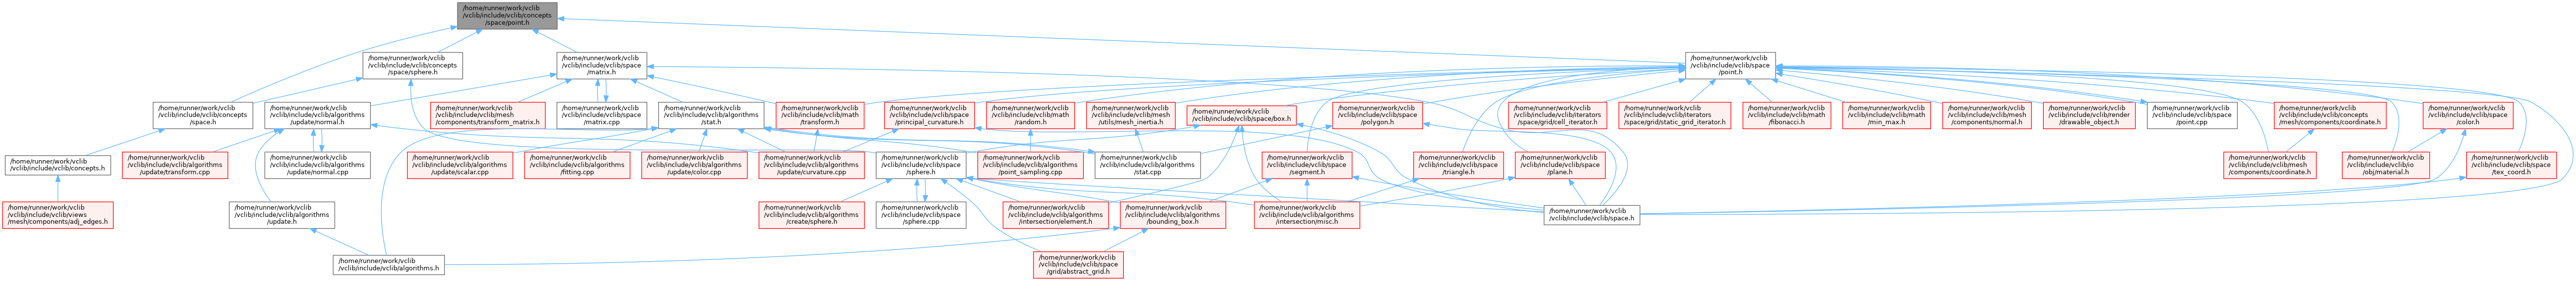 /home/runner/work/vclib
/vclib/include/vclib/concepts
/space/point.h
/home/runner/work/vclib
/vclib/include/vclib/concepts
/space/sphere.h
/home/runner/work/vclib
/vclib/include/vclib/space
/matrix.h
/home/runner/work/vclib
/vclib/include/vclib/space
/point.h
/home/runner/work/vclib
/vclib/include/vclib/concepts
/space.h
/home/runner/work/vclib
/vclib/include/vclib/algorithms
/update/normal.h
/home/runner/work/vclib
/vclib/include/vclib/mesh
/components/transform_matrix.h
/home/runner/work/vclib
/vclib/include/vclib/space
/matrix.cpp
/home/runner/work/vclib
/vclib/include/vclib/algorithms
/stat.h
/home/runner/work/vclib
/vclib/include/vclib/math
/transform.h
/home/runner/work/vclib
/vclib/include/vclib/space
/principal_curvature.h
/home/runner/work/vclib
/vclib/include/vclib/math
/random.h
/home/runner/work/vclib
/vclib/include/vclib/mesh
/utils/mesh_inertia.h
/home/runner/work/vclib
/vclib/include/vclib/space/box.h
/home/runner/work/vclib
/vclib/include/vclib/space
/polygon.h
/home/runner/work/vclib
/vclib/include/vclib/iterators
/space/grid/cell_iterator.h
/home/runner/work/vclib
/vclib/include/vclib/iterators
/space/grid/static_grid_iterator.h
/home/runner/work/vclib
/vclib/include/vclib/math
/fibonacci.h
/home/runner/work/vclib
/vclib/include/vclib/math
/min_max.h
/home/runner/work/vclib
/vclib/include/vclib/mesh
/components/normal.h
/home/runner/work/vclib
/vclib/include/vclib/render
/drawable_object.h
/home/runner/work/vclib
/vclib/include/vclib/space
/point.cpp
/home/runner/work/vclib
/vclib/include/vclib/concepts
/mesh/components/coordinate.h
/home/runner/work/vclib
/vclib/include/vclib/space
/color.h
/home/runner/work/vclib
/vclib/include/vclib/concepts.h
/home/runner/work/vclib
/vclib/include/vclib/algorithms
/update/transform.cpp
/home/runner/work/vclib
/vclib/include/vclib/algorithms
/update/normal.cpp
/home/runner/work/vclib
/vclib/include/vclib/algorithms
/update/scalar.cpp
/home/runner/work/vclib
/vclib/include/vclib/algorithms
/fitting.cpp
/home/runner/work/vclib
/vclib/include/vclib/algorithms
/update/color.cpp
/home/runner/work/vclib
/vclib/include/vclib/algorithms
/update/curvature.cpp
/home/runner/work/vclib
/vclib/include/vclib/space
/sphere.h
/home/runner/work/vclib
/vclib/include/vclib/algorithms
/point_sampling.cpp
/home/runner/work/vclib
/vclib/include/vclib/algorithms
/stat.cpp
/home/runner/work/vclib
/vclib/include/vclib/space
/segment.h
/home/runner/work/vclib
/vclib/include/vclib/space
/triangle.h
/home/runner/work/vclib
/vclib/include/vclib/space
/plane.h
/home/runner/work/vclib
/vclib/include/vclib/mesh
/components/coordinate.h
/home/runner/work/vclib
/vclib/include/vclib/io
/obj/material.h
/home/runner/work/vclib
/vclib/include/vclib/space
/tex_coord.h
/home/runner/work/vclib
/vclib/include/vclib/views
/mesh/components/adj_edges.h
/home/runner/work/vclib
/vclib/include/vclib/algorithms
/update.h
/home/runner/work/vclib
/vclib/include/vclib/algorithms
/create/sphere.h
/home/runner/work/vclib
/vclib/include/vclib/space
/sphere.cpp
/home/runner/work/vclib
/vclib/include/vclib/algorithms
/intersection/element.h
/home/runner/work/vclib
/vclib/include/vclib/algorithms
/bounding_box.h
/home/runner/work/vclib
/vclib/include/vclib/algorithms
/intersection/misc.h
/home/runner/work/vclib
/vclib/include/vclib/space.h
/home/runner/work/vclib
/vclib/include/vclib/algorithms.h
/home/runner/work/vclib
/vclib/include/vclib/space
/grid/abstract_grid.h